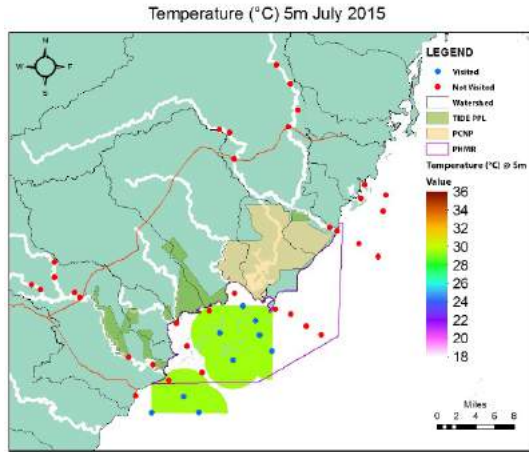 Temperature (°C) 5m July 2015
N
W E
S
LEGEND
Visited
Not Visited
Watershed
TIDE PPL
PCNP
PHMR
Temperature (°C) @ 5m
Value
36
34
32
30
28
26
24
22
20
18
Miles
0 2 4 6 8